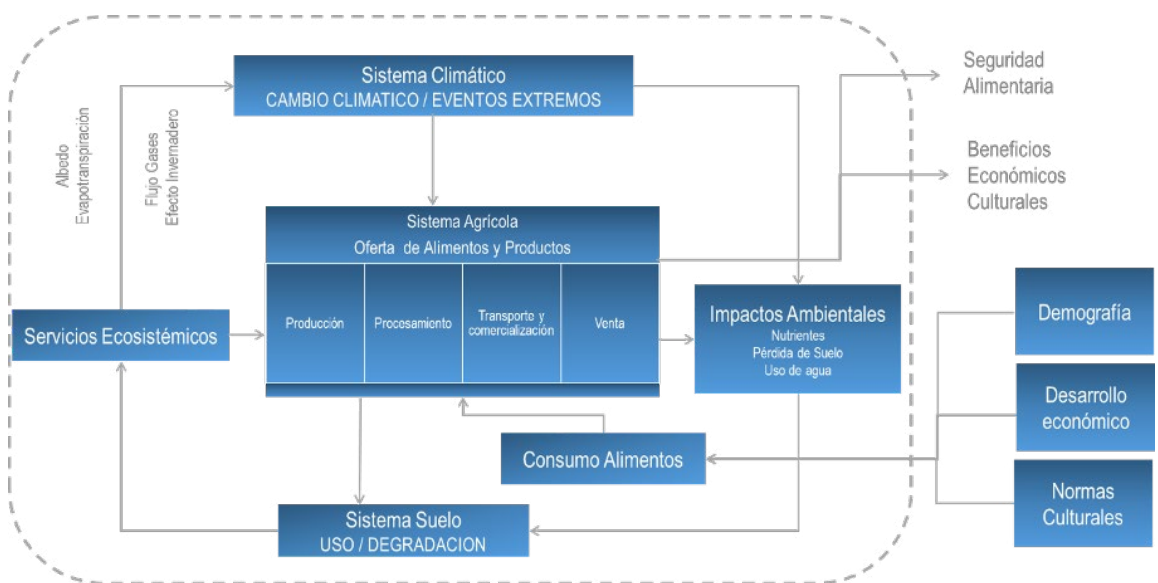 Sistema Climático
CAMBIO CLIMATICO / EVENTOS EXTREMOS
Seguridad
Alimentaria
Albedo
Evapotranspiración
Flujo Gases
Efecto Invernadero
Beneficios
Económicos
Culturales
Sistema Agrícola
Oferta de Alimentos y Productos
Producción
Procesamiento
Transporte y
comercialización
Venta
Servicios Ecosistémicos
Impactos Ambientales
Nutrientes
Pérdida de Suelo
Uso de agua
Demografía
Desarrollo
económico
Consumo Alimentos
Normas
Culturales
Sistema Suelo
USO / DEGRADACION